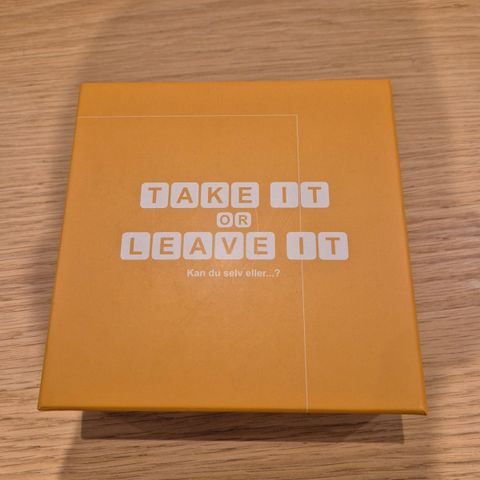 TAKE IT
OR
LEAVE IT
Kan du selv eller...?